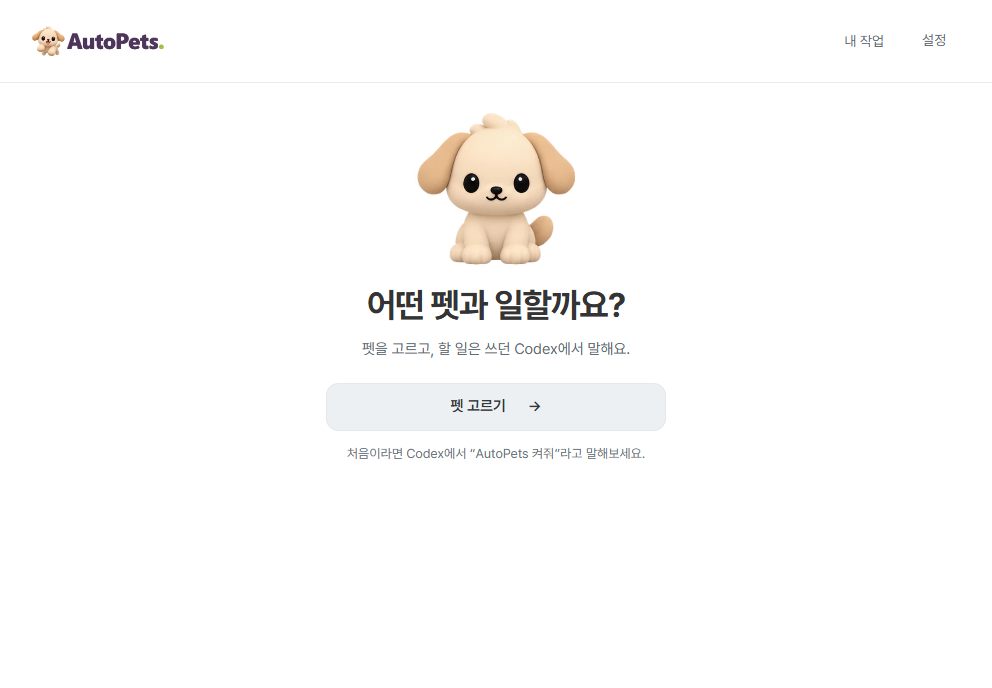 AutoPets.
내 작업
설정
어떤 펫과 일할까요?
펫을 고르고, 할 일은 쓰던 Codex에서 말해요.
펫 고르기 →
처음이라면 Codex에서 “AutoPets 켜줘”라고 말해보세요.